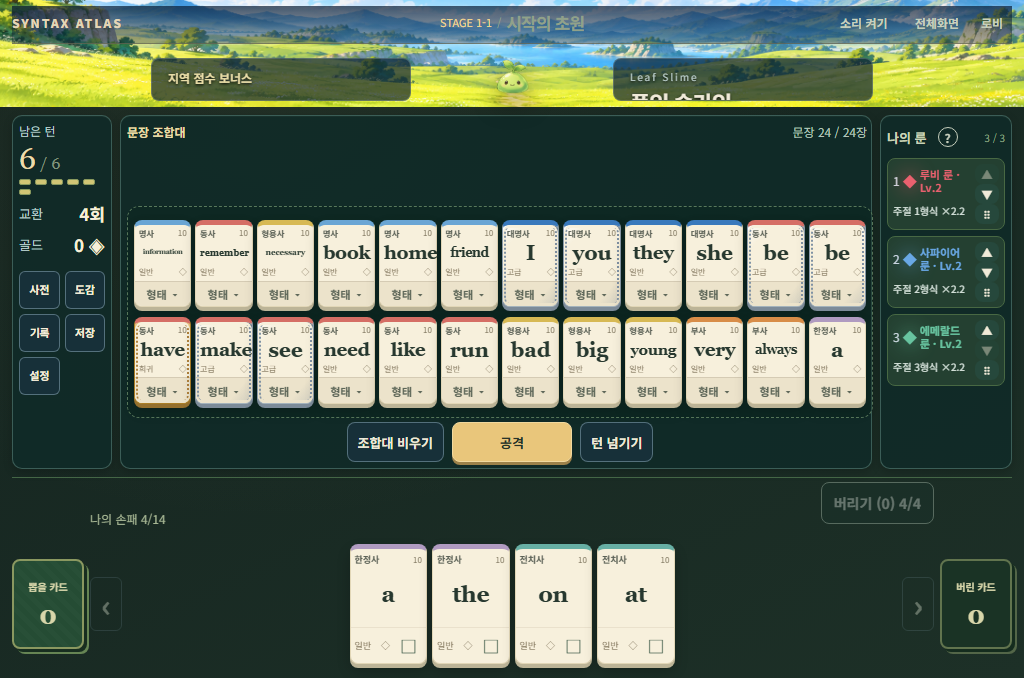 SYNTAX ATLAS
STAGE 1-1 / 시작의 초원
소리 켜기 전체화면 로비
지역 점수 보너스
Leaf Slime
남은 턴
6 / 6
교환 4회
골드 0
사전 도감
기록 저장
설정
문장 조합대 문장 24 / 24장
명사 10 동사 10 형용사 10 명사 10 명사 10 명사 10 대명사 10 대명사 10 대명사 10 대명사 10 동사 10 동사 10
information remember necessary book home friend I you they she be be
일반 일반 일반 일반 일반 일반 고급 고급 일반 일반 고급 고급
형태 형태 형태 형태 형태 형태 형태 형태 형태 형태 형태 형태
동사 10 동사 10 동사 10 동사 10 동사 10 동사 10 형용사 10 형용사 10 형용사 10 부사 10 부사 10 한정사 10
have make see need like run bad big young very always a
희귀 고급 고급 일반 일반 일반 일반 일반 일반 일반 일반 일반
형태 형태 형태 형태 형태 형태 형태 형태 형태 형태 형태 형태
조합대 비우기 공격 턴 넘기기
나의 룬 ? 3 / 3
1 루비 룬 · Lv.2
주절 1형식 ×2.2
2 사파이어 룬 · Lv.2
주절 2형식 ×2.2
3 에메랄드 룬 · Lv.2
주절 3형식 ×2.2
버리기 (0) 4/4
나의 손패 4/14
뽑을 카드
0
한정사 10 한정사 10 전치사 10 전치사 10
a the on at
일반 일반 일반 일반
버린 카드
0